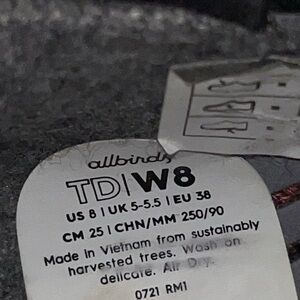 allbirds
TD|W8
US 8 | UK 5-5.5 | EU 38
CM 25 | CHN/MM 250/90
Made in Vietnam from sustainably
harvested trees. Wash on
delicate. Air Dry.
0721 RM1